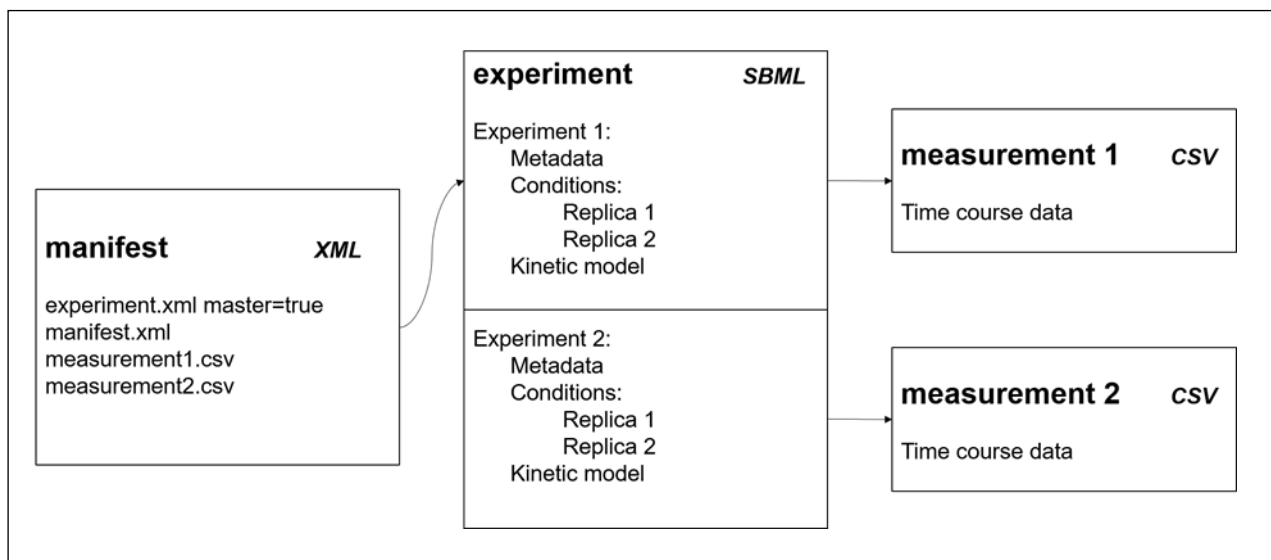 manifest XML
experiment.xml master=true
manifest.xml
measurement1.csv
measurement2.csv
experiment SBML
Experiment 1:
Metadata
Conditions:
Replica 1
Replica 2
Kinetic model
Experiment 2:
Metadata
Conditions:
Replica 1
Replica 2
Kinetic model
measurement 1 CSV
Time course data
measurement 2 CSV
Time course data